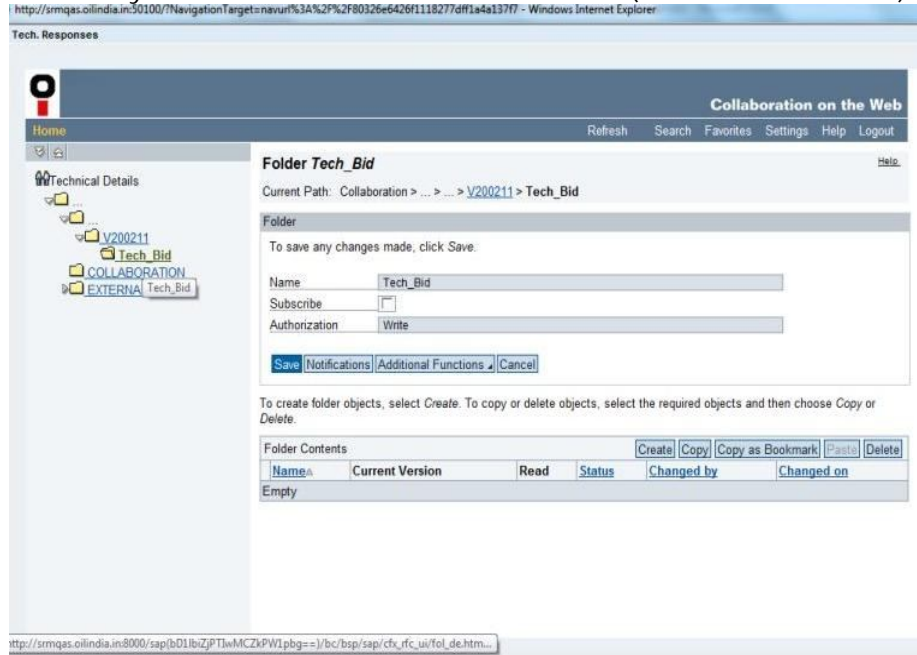 http://srmqas.oilindia.in:50100/?NavigationTarget=navurl%3A%2F%2F80326e6426f1118277dff1a4a137f7 - Windows Internet Explorer
Tech. Responses
Collaboration on the Web
Home Refresh Search Favorites Settings Help Logout
Technical Details
...
...
V200211
Tech_Bid
COLLABORATION
EXTERNA
Tech_Bid
Folder Tech_Bid Help
Current Path: Collaboration > ... > ... > V200211 > Tech_Bid
Folder
To save any changes made, click Save.
Name Tech_Bid
Subscribe
Authorization Write
Save Notifications Additional Functions Cancel
To create folder objects, select Create. To copy or delete objects, select the required objects and then choose Copy or
Delete.
Folder Contents Create Copy Copy as Bookmark Paste Delete
Name Current Version Read Status Changed by Changed on
Empty